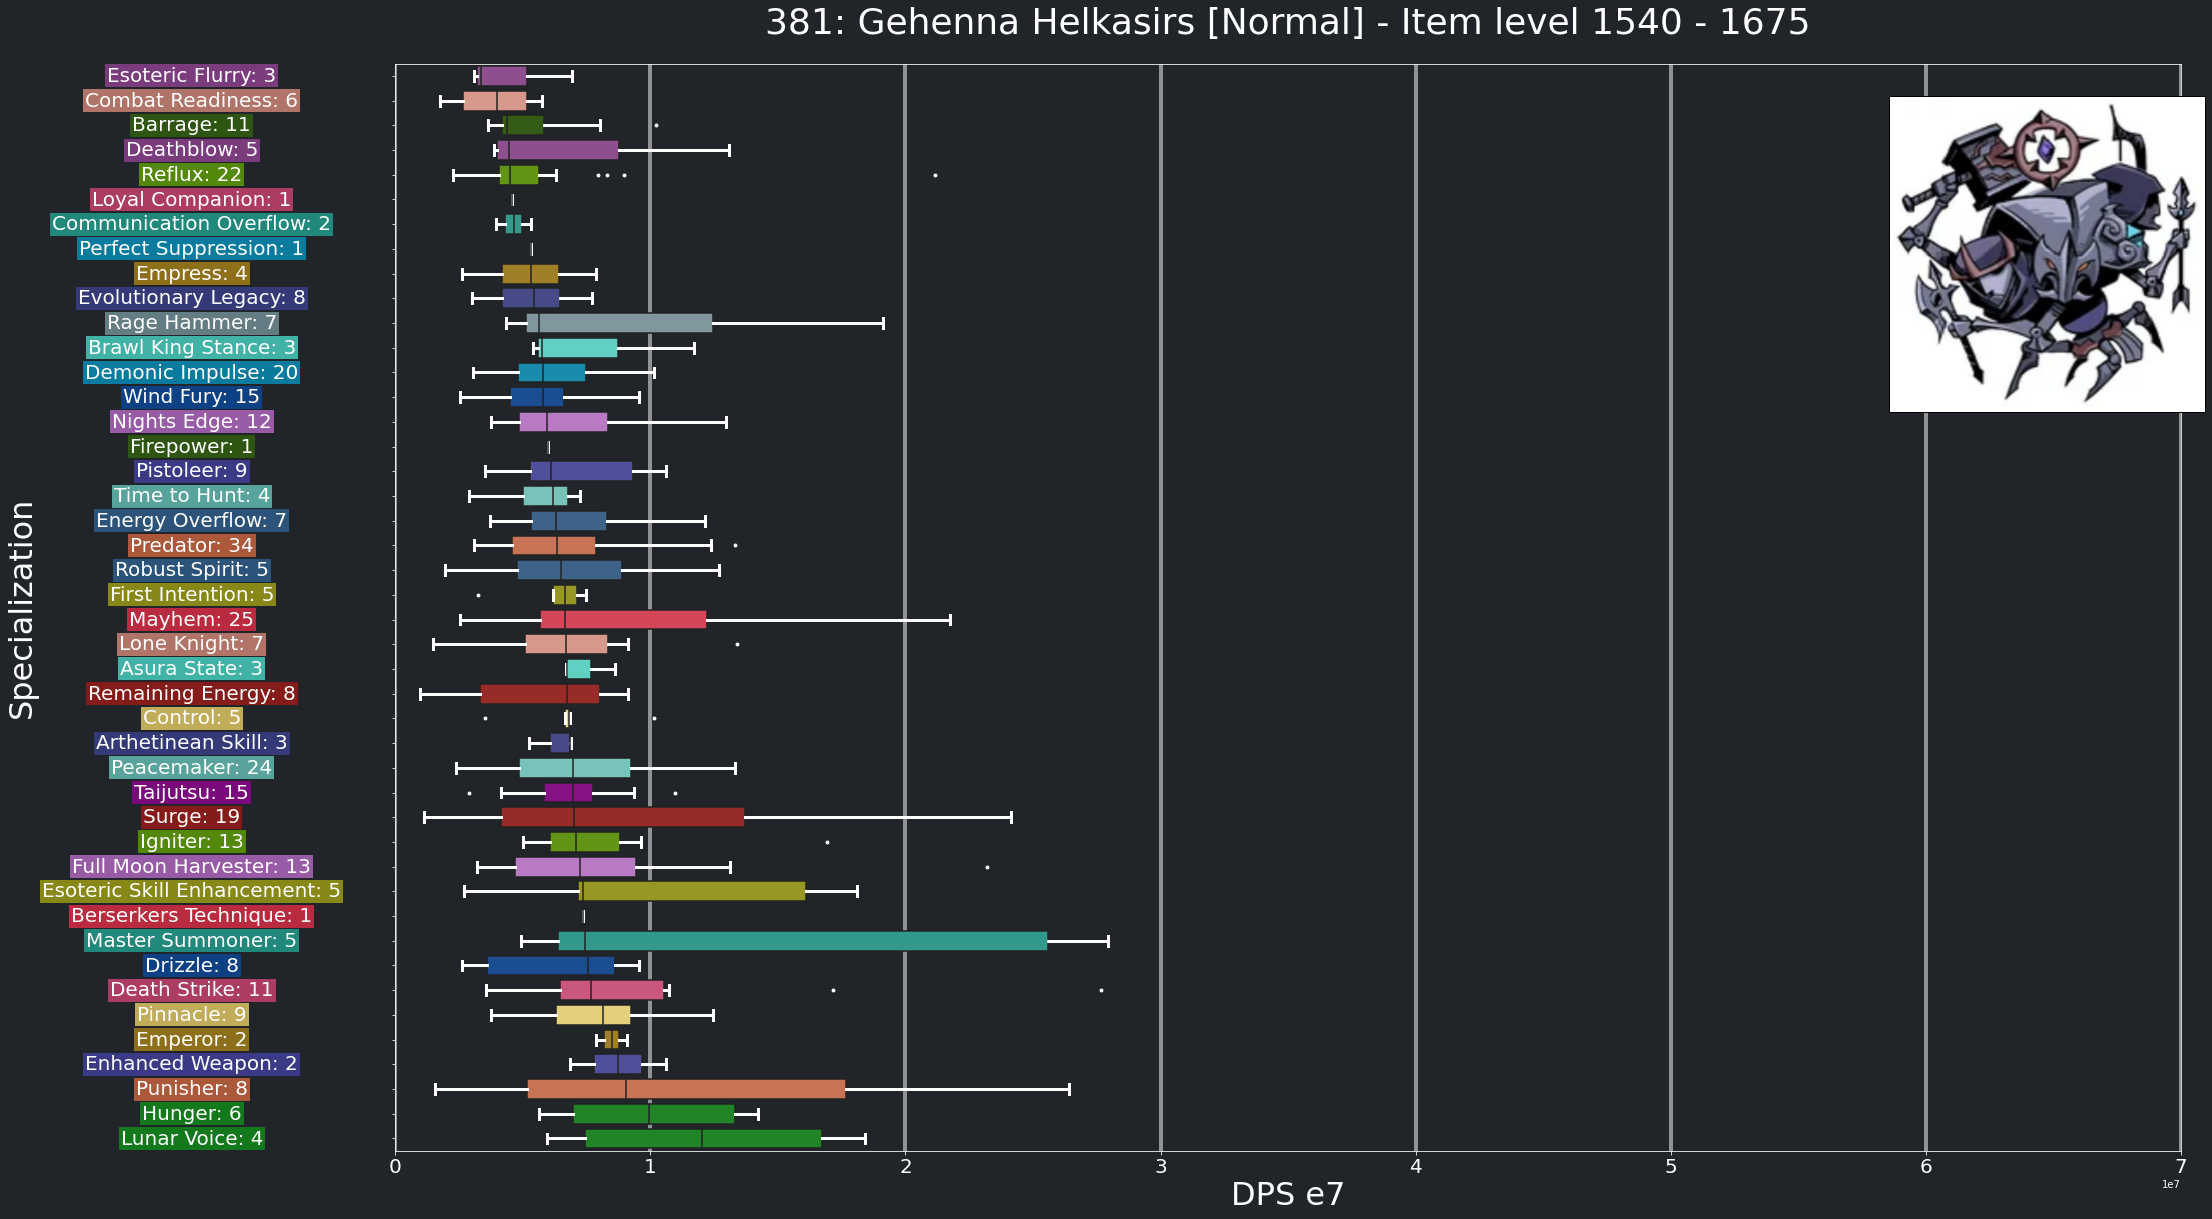 381: Gehenna Helkasirs [Normal] - Item level 1540 - 1675
Specialization
Esoteric Flurry: 3
Combat Readiness: 6
Barrage: 11
Deathblow: 5
Reflux: 22
Loyal Companion: 1
Communication Overflow: 2
Perfect Suppression: 1
Empress: 4
Evolutionary Legacy: 8
Rage Hammer: 7
Brawl King Stance: 3
Demonic Impulse: 20
Wind Fury: 15
Nights Edge: 12
Firepower: 1
Pistoleer: 9
Time to Hunt: 4
Energy Overflow: 7
Predator: 34
Robust Spirit: 5
First Intention: 5
Mayhem: 25
Lone Knight: 7
Asura State: 3
Remaining Energy: 8
Control: 5
Arthetinean Skill: 3
Peacemaker: 24
Taijutsu: 15
Surge: 19
Igniter: 13
Full Moon Harvester: 13
Esoteric Skill Enhancement: 5
Berserkers Technique: 1
Master Summoner: 5
Drizzle: 8
Death Strike: 11
Pinnacle: 9
Emperor: 2
Enhanced Weapon: 2
Punisher: 8
Hunger: 6
Lunar Voice: 4
0 1 2 3 4 5 6 7
1e7
DPS e7